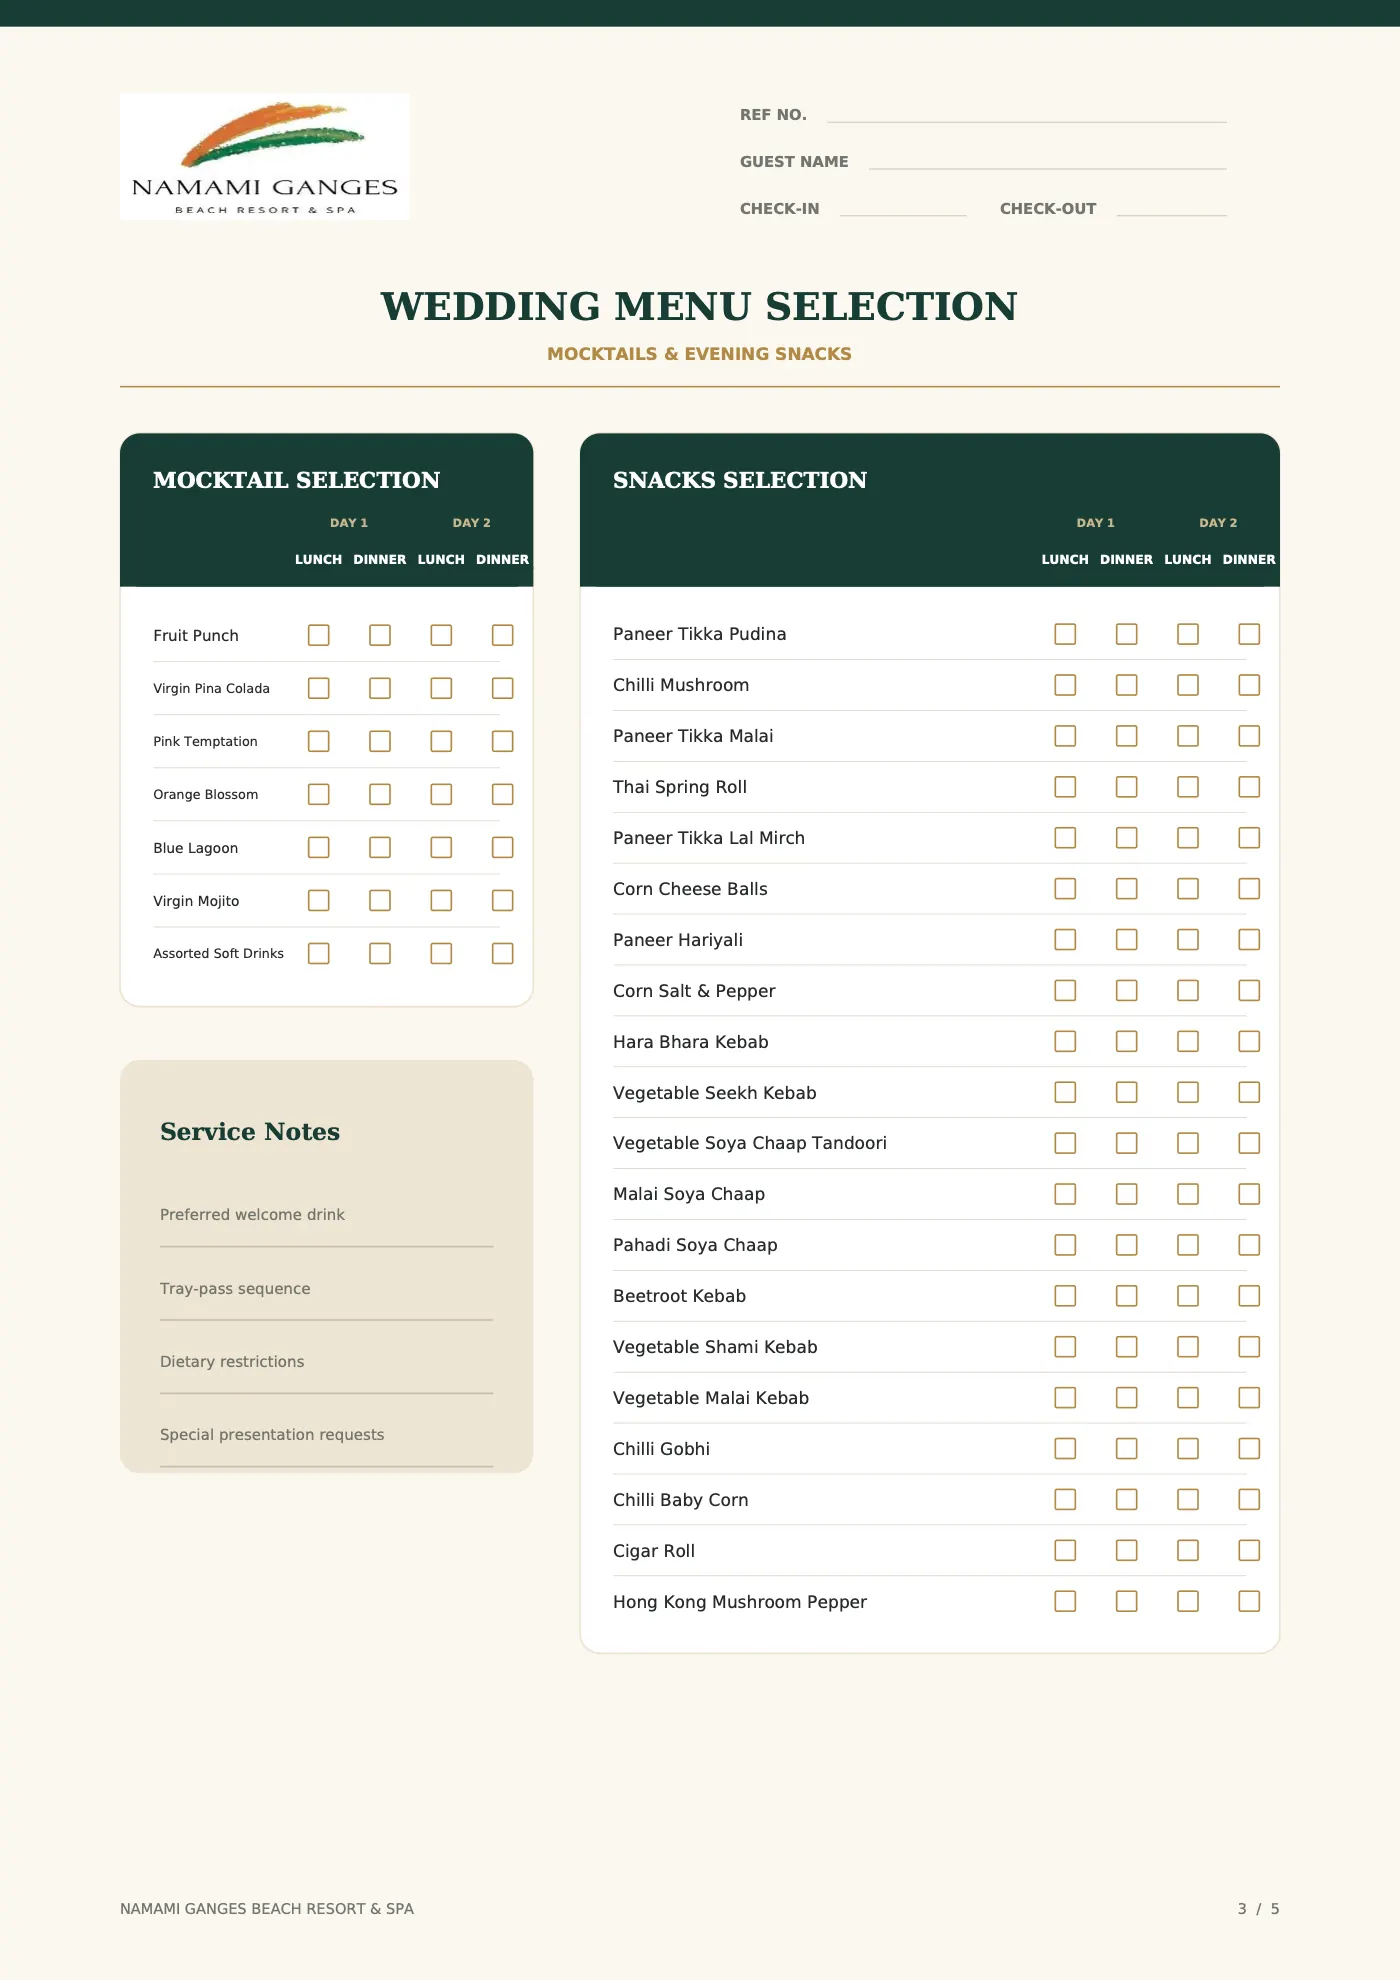 NAMAMI GANGES
BEACH RESORT & SPA
REF NO.
GUEST NAME
CHECK-IN CHECK-OUT
WEDDING MENU SELECTION
MOCKTAILS & EVENING SNACKS
MOCKTAIL SELECTION
DAY 1 DAY 2
LUNCH DINNER LUNCH DINNER
Fruit Punch
Virgin Pina Colada
Pink Temptation
Orange Blossom
Blue Lagoon
Virgin Mojito
Assorted Soft Drinks
Service Notes
Preferred welcome drink
Tray-pass sequence
Dietary restrictions
Special presentation requests
SNACKS SELECTION
DAY 1 DAY 2
LUNCH DINNER LUNCH DINNER
Paneer Tikka Pudina
Chilli Mushroom
Paneer Tikka Malai
Thai Spring Roll
Paneer Tikka Lal Mirch
Corn Cheese Balls
Paneer Hariyali
Corn Salt & Pepper
Hara Bhara Kebab
Vegetable Seekh Kebab
Vegetable Soya Chaap Tandoori
Malai Soya Chaap
Pahadi Soya Chaap
Beetroot Kebab
Vegetable Shami Kebab
Vegetable Malai Kebab
Chilli Gobhi
Chilli Baby Corn
Cigar Roll
Hong Kong Mushroom Pepper
NAMAMI GANGES BEACH RESORT & SPA
3 / 5